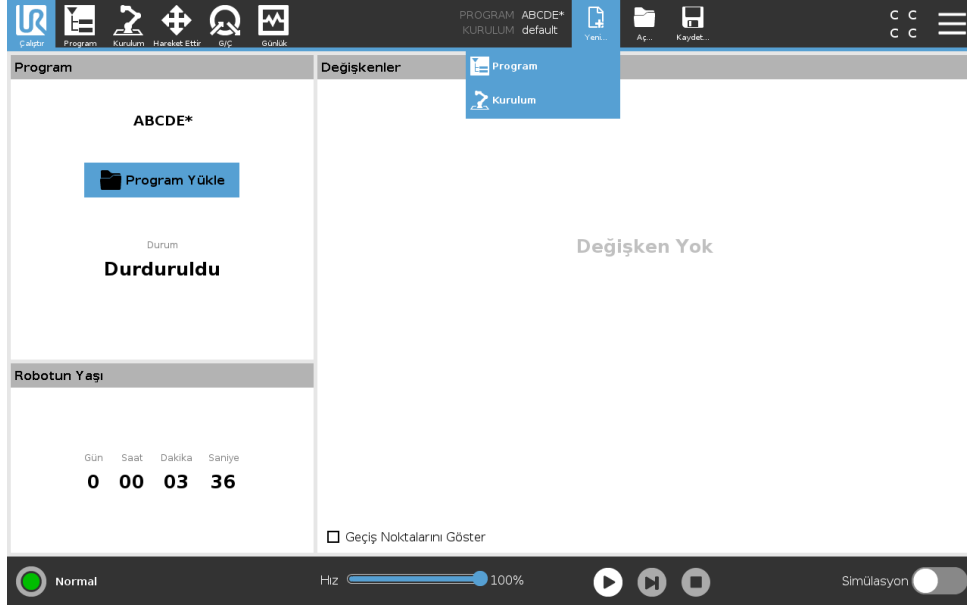 UR
Çalıştır
Program
Kurulum
Hareket Ettir
G/Ç
Günlük
PROGRAM ABCDE*
KURULUM default
Yeni...
Aç...
Kaydet...
C C
C C
Program
Kurulum
Program
ABCDE*
Program Yükle
Durum
Durduruldu
Değişkenler
Değişken Yok
Robotun Yaşı
Gün Saat Dakika Saniye
0 00 03 36
Geçiş Noktalarını Göster
Normal
Hız 100%
Simülasyon